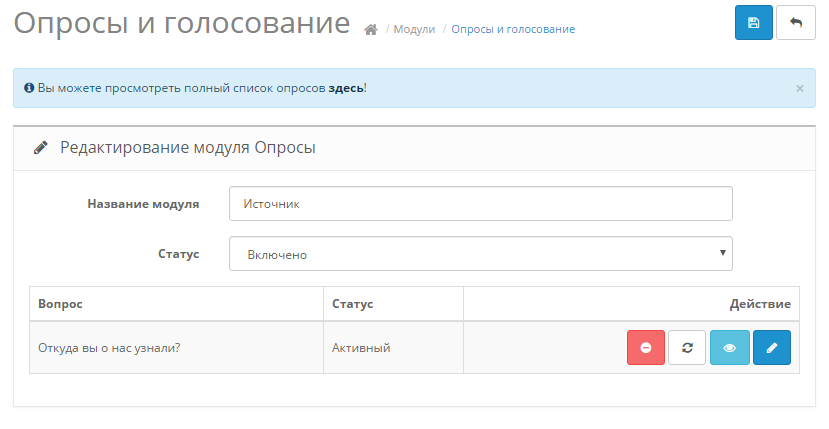 Опросы и голосование / Модули / Опросы и голосование
Вы можете просмотреть полный список опросов здесь! ×
Редактирование модуля Опросы
Название модуля Источник
Статус Включено
Вопрос Статус Действие
Откуда вы о нас узнали? Активный